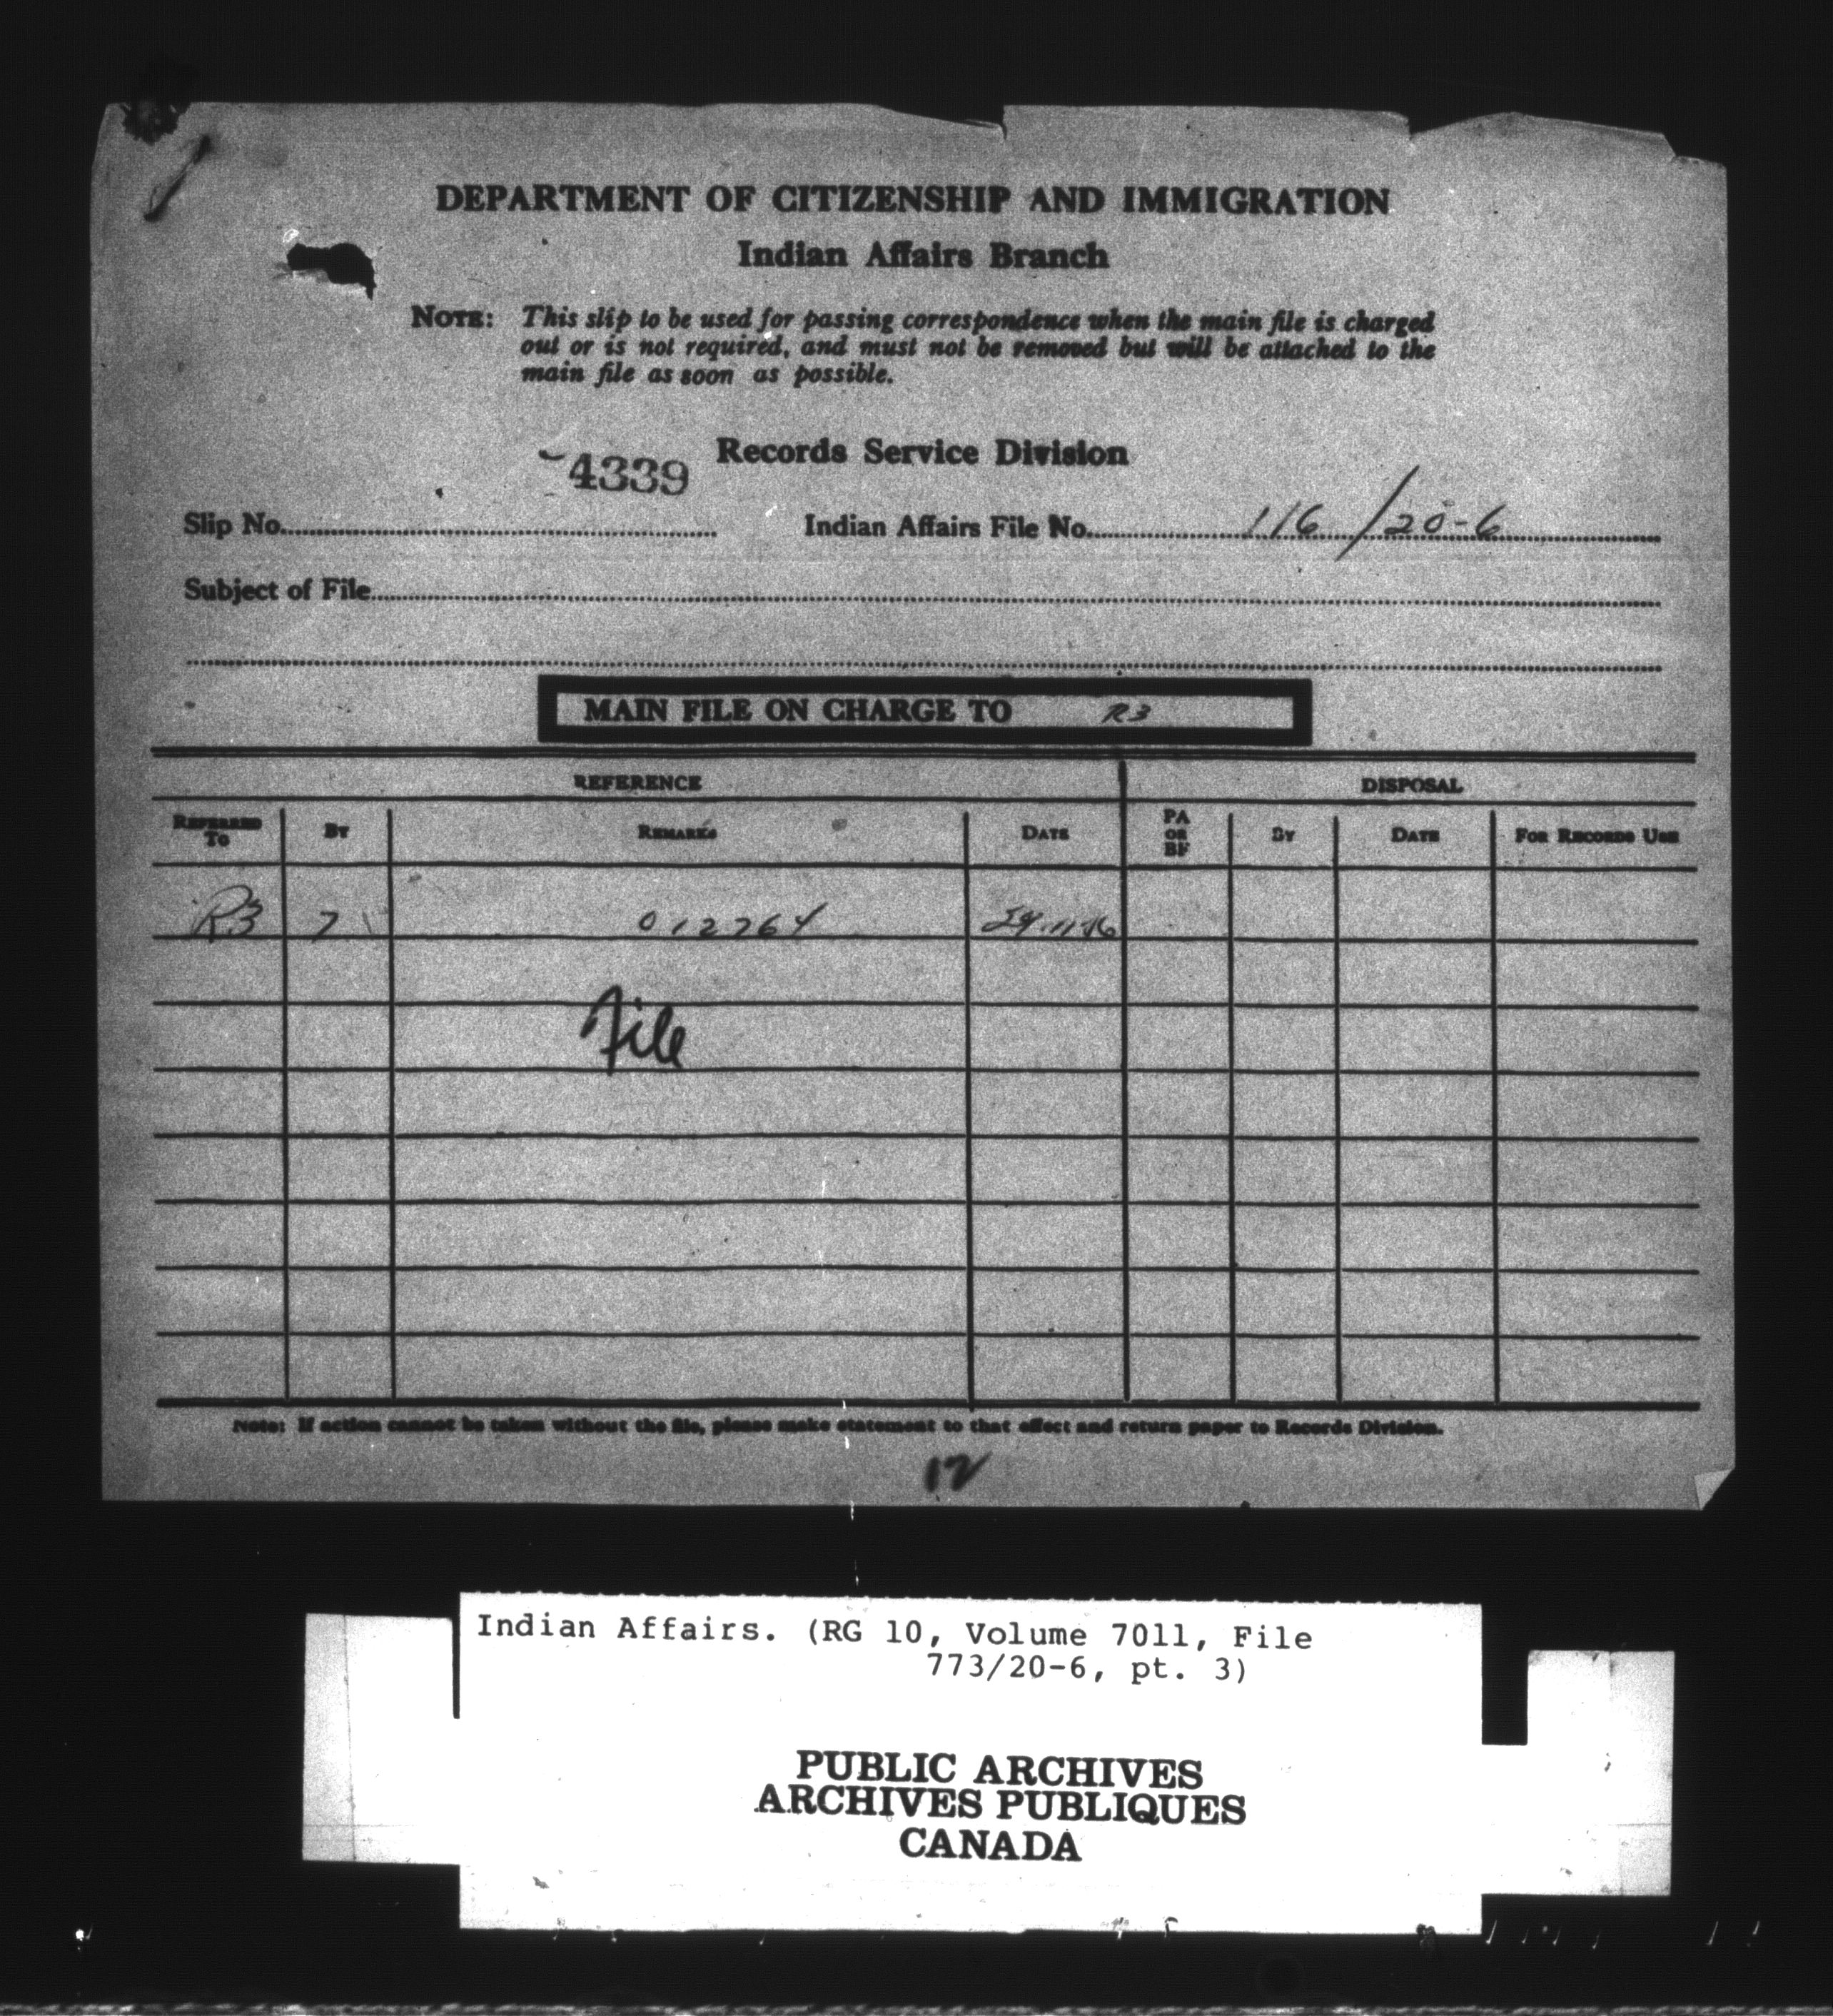 DEPARTMENT OF CITIZENSHIP AND IMMIGRATION
Indian Affairs Branch
NOTE: This slip to be used for passing correspondence when the main file is charged
out or is not required, and must not be removed but will be attached to the
main file as soon as possible.
Records Service Division
4339
Slip No. Indian Affairs File No. 116/20-6
Subject of File
MAIN FILE ON CHARGE TO R3
REFERENCE DISPOSAL
REFERRED TO BY REMARKS DATE PA OR BF BY DATE FOR RECORDS USE
R3 7 012764
File
Note: If action cannot be taken without the file, please make statement to that effect and return paper to Records Division.
12
Indian Affairs. (RG 10, Volume 7011, File
773/20-6, pt. 3)
PUBLIC ARCHIVES
ARCHIVES PUBLIQUES
CANADA